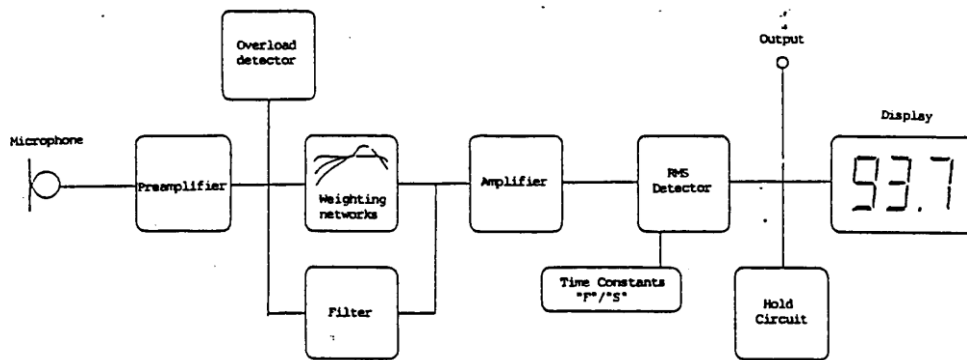 Overload
detector
Output
Microphone
Display
Preamplifier
Weighting
networks
Amplifier
RMS
Detector
93.7
Time Constants
"F"/"S"
Filter
Hold
Circuit